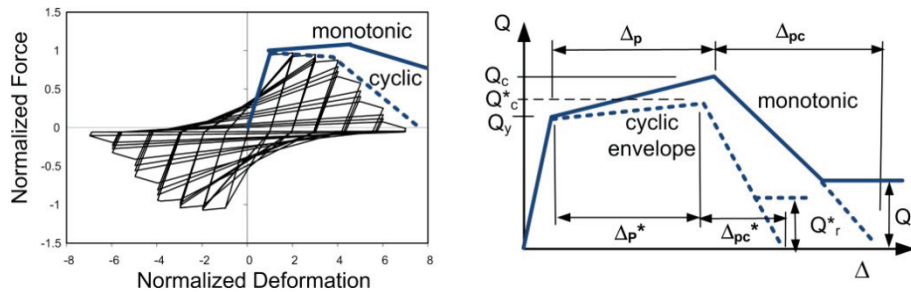 Normalized Force
1.5
1
0.5
0
-0.5
-1
-1.5
-8 -6 -4 -2 0 2 4 6 8
Normalized Deformation
monotonic
cyclic
Q
Δp
Δpc
Qc
Q*c
Qy
monotonic
cyclic
envelope
Δp*
Δpc*
Q*r
Q
Δ